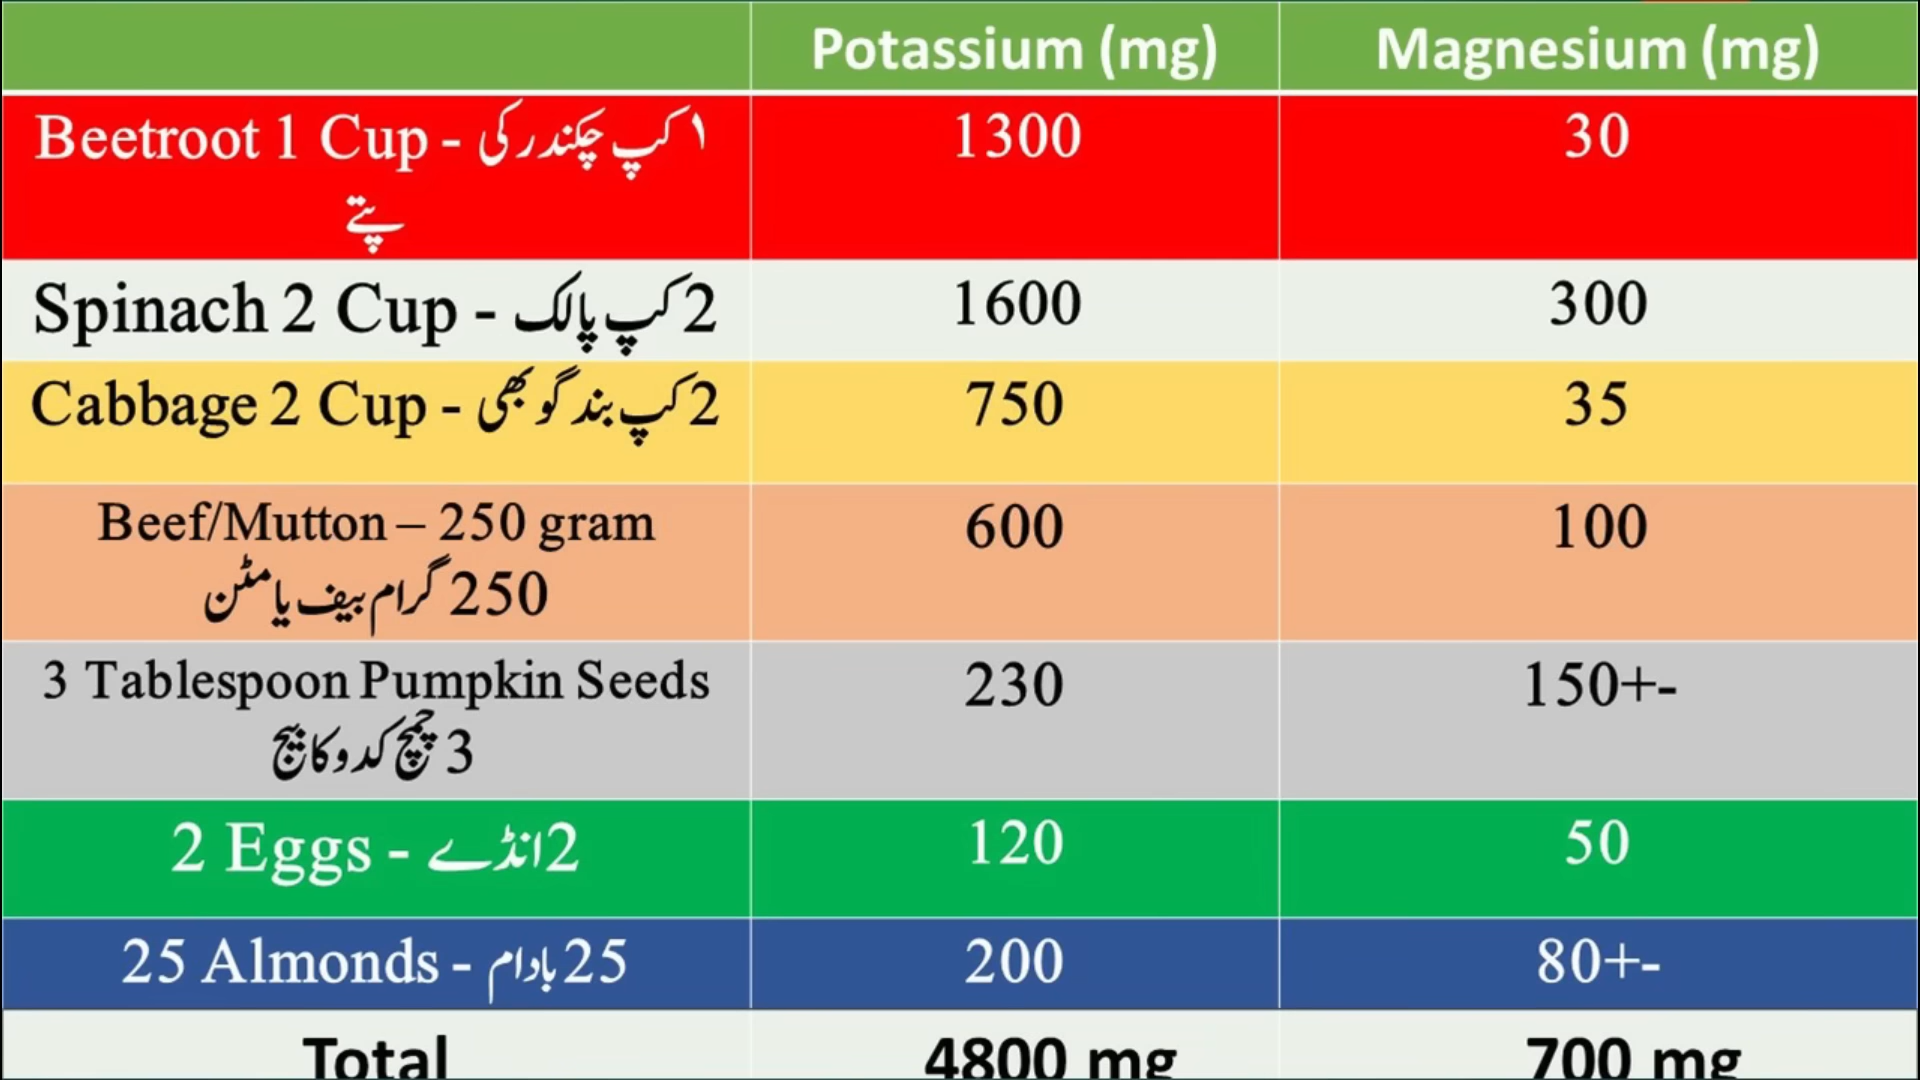 Potassium (mg) Magnesium (mg)
Beetroot 1 Cup - ۱ کپ چکندر کی 1300 30
پتے
Spinach 2 Cup - 2 کپ پالک 1600 300
Cabbage 2 Cup - 2 کپ بند گوبھی 750 35
Beef/Mutton – 250 gram 600 100
250 گرام بیف یا مٹن
3 Tablespoon Pumpkin Seeds 230 150+-
3 چمچ کدو کا بیج
2 Eggs - 2 انڈے 120 50
25 Almonds - 25 بادام 200 80+-
Total 4800 mg 700 mg